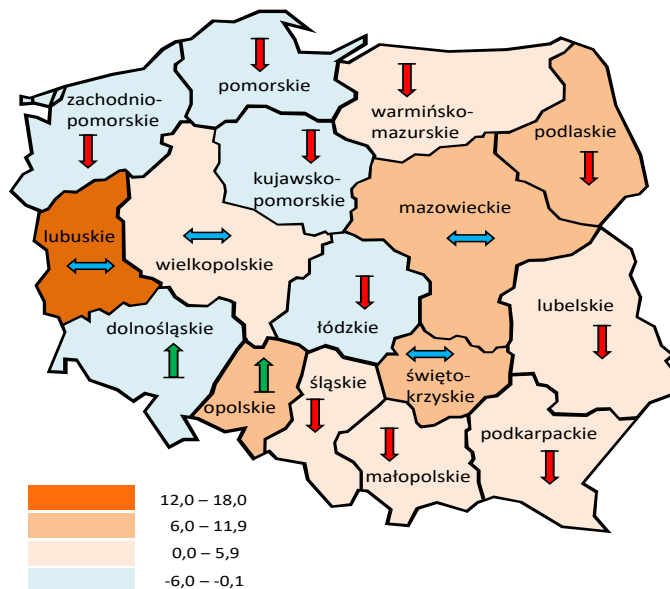 pomorskie
zachodnio-
pomorskie
warmińsko-
mazurskie
podlaskie
kujawsko-
pomorskie
mazowieckie
lubuskie
wielkopolskie
lubelskie
dolnośląskie
łódzkie
śląskie
święto-
krzyskie
opolskie
podkarpackie
małopolskie
12,0 – 18,0
6,0 – 11,9
0,0 – 5,9
-6,0 – -0,1